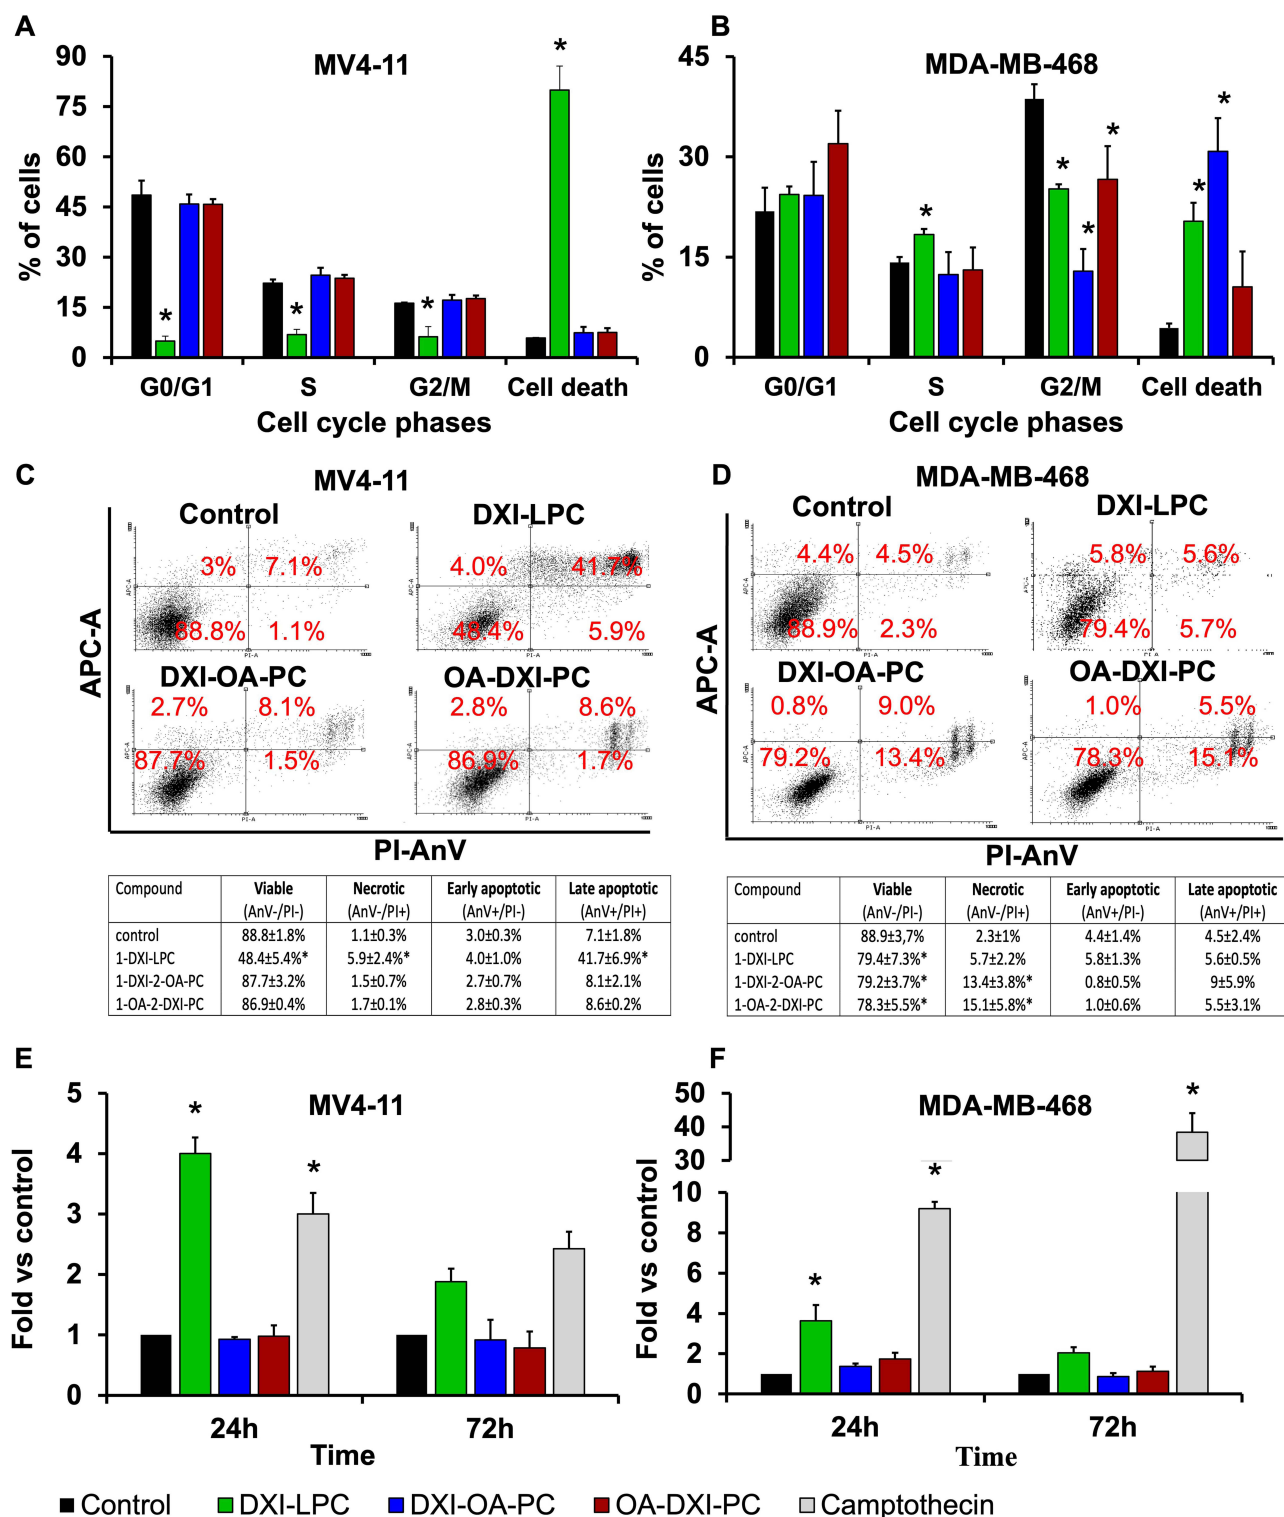 A
MV4-11
90
75
60
45
30
15
0
% of cells
*
*
*
*
G0/G1
S
G2/M
Cell death
Cell cycle phases
B
MDA-MB-468
45
30
15
0
% of cells
*
*
*
*
*
*
G0/G1
S
G2/M
Cell death
Cell cycle phases
C
MV4-11
Control
DXI-LPC
3%
7.1%
4.0%
41.7%
88.8%
1.1%
48.4%
5.9%
APC-A
APC-A
PI-A
PI-A
DXI-OA-PC
OA-DXI-PC
2.7%
8.1%
2.8%
8.6%
87.7%
1.5%
86.9%
1.7%
APC-A
APC-A
PI-A
PI-A
APC-A
PI-AnV
D
MDA-MB-468
Control
DXI-LPC
4.4%
4.5%
5.8%
5.6%
88.9%
2.3%
79.4%
5.7%
APC-A
APC-A
PI-A
PI-A
DXI-OA-PC
OA-DXI-PC
0.8%
9.0%
1.0%
5.5%
79.2%
13.4%
78.3%
15.1%
APC-A
APC-A
PI-A
PI-A
APC-A
PI-AnV
Compound Viable Necrotic Early apoptotic Late apoptotic
(AnV-/PI-) (AnV-/PI+) (AnV+/PI-) (AnV+/PI+)
control 88.8±1.8% 1.1±0.3% 3.0±0.3% 7.1±1.8%
1-DXI-LPC 48.4±5.4%* 5.9±2.4%* 4.0±1.0% 41.7±6.9%*
1-DXI-2-OA-PC 87.7±3.2% 1.5±0.7% 2.7±0.7% 8.1±2.1%
1-OA-2-DXI-PC 86.9±0.4% 1.7±0.1% 2.8±0.3% 8.6±0.2%
Compound Viable Necrotic Early apoptotic Late apoptotic
(AnV-/PI-) (AnV-/PI+) (AnV+/PI-) (AnV+/PI+)
control 88.9±3,7% 2.3±1% 4.4±1.4% 4.5±2.4%
1-DXI-LPC 79.4±7.3%* 5.7±2.2% 5.8±1.3% 5.6±0.5%
1-DXI-2-OA-PC 79.2±3.7%* 13.4±3.8%* 0.8±0.5% 9±5.9%
1-OA-2-DXI-PC 78.3±5.5%* 15.1±5.8%* 1.0±0.6% 5.5±3.1%
E
MV4-11
5
4
3
2
1
0
Fold vs control
*
*
24h
72h
Time
F
MDA-MB-468
50
40
30
10
8
6
4
2
0
Fold vs control
*
*
*
24h
72h
Time
Control DXI-LPC DXI-OA-PC OA-DXI-PC Camptothecin